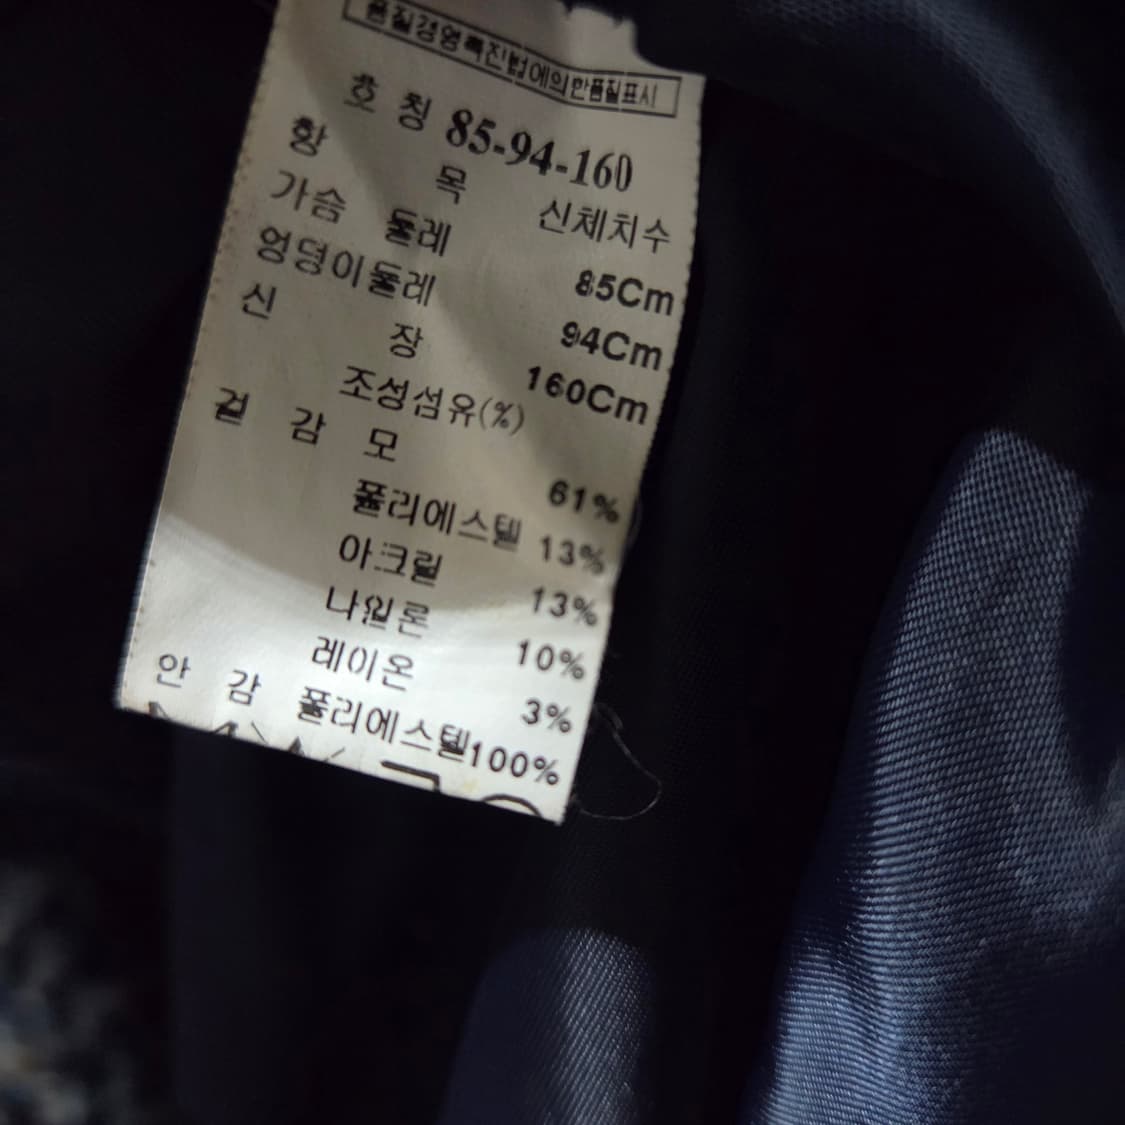 품질경영촉진법에의한품질표시
호 칭 85-94-160
항 목 신체치수
가슴 둘레 85Cm
엉덩이둘레 94Cm
신 장 160Cm
조성섬유(%)
겉 감 모 61%
폴리에스텔 13%
아크릴 13%
나일론 10%
레이온 3%
안 감 폴리에스텔100%